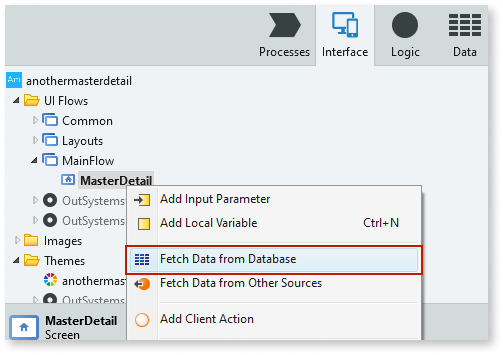 Processes
Interface
Logic
Data
Am anothermasterdetail
UI Flows
Common
Layouts
MainFlow
MasterDetail
OutSystems
OutSystems
Images
Themes
anothermast
OutSystems
Add Input Parameter
Add Local Variable Ctrl+N
Fetch Data from Database
Fetch Data from Other Sources
Add Client Action
MasterDetail
Screen